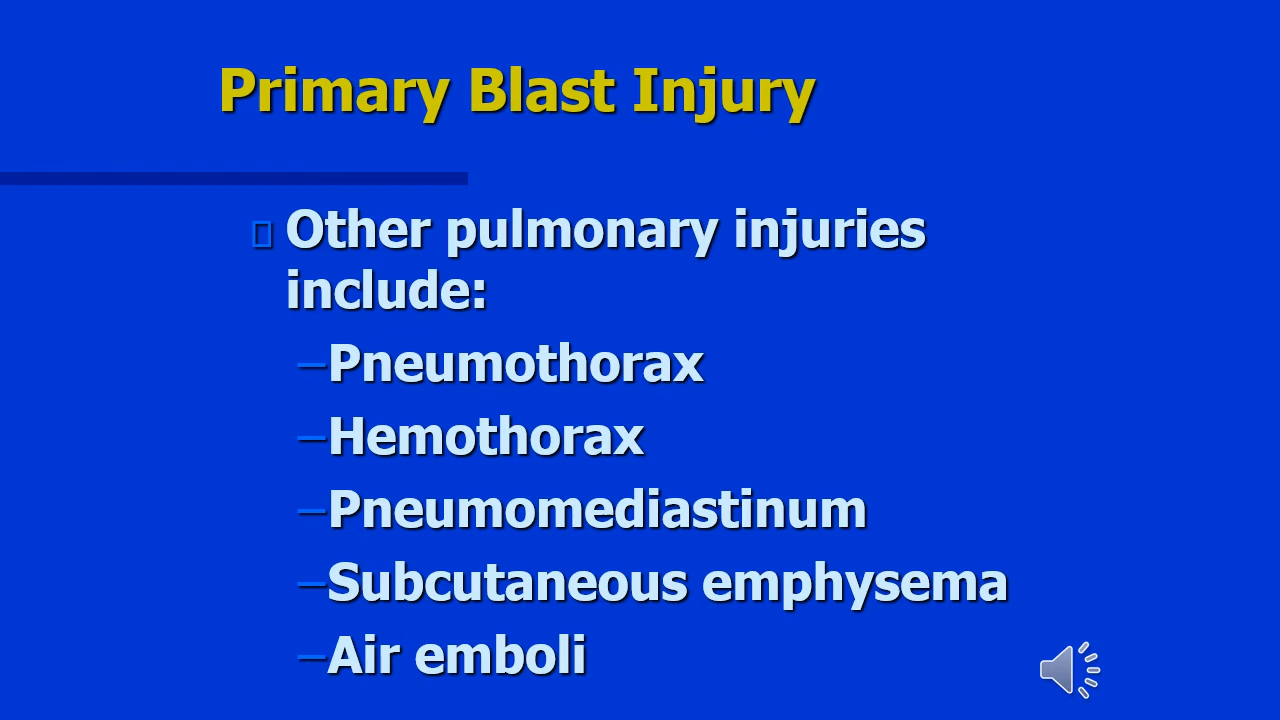 Primary Blast Injury
Other pulmonary injuries
include:
–Pneumothorax
–Hemothorax
–Pneumomediastinum
–Subcutaneous emphysema
–Air emboli